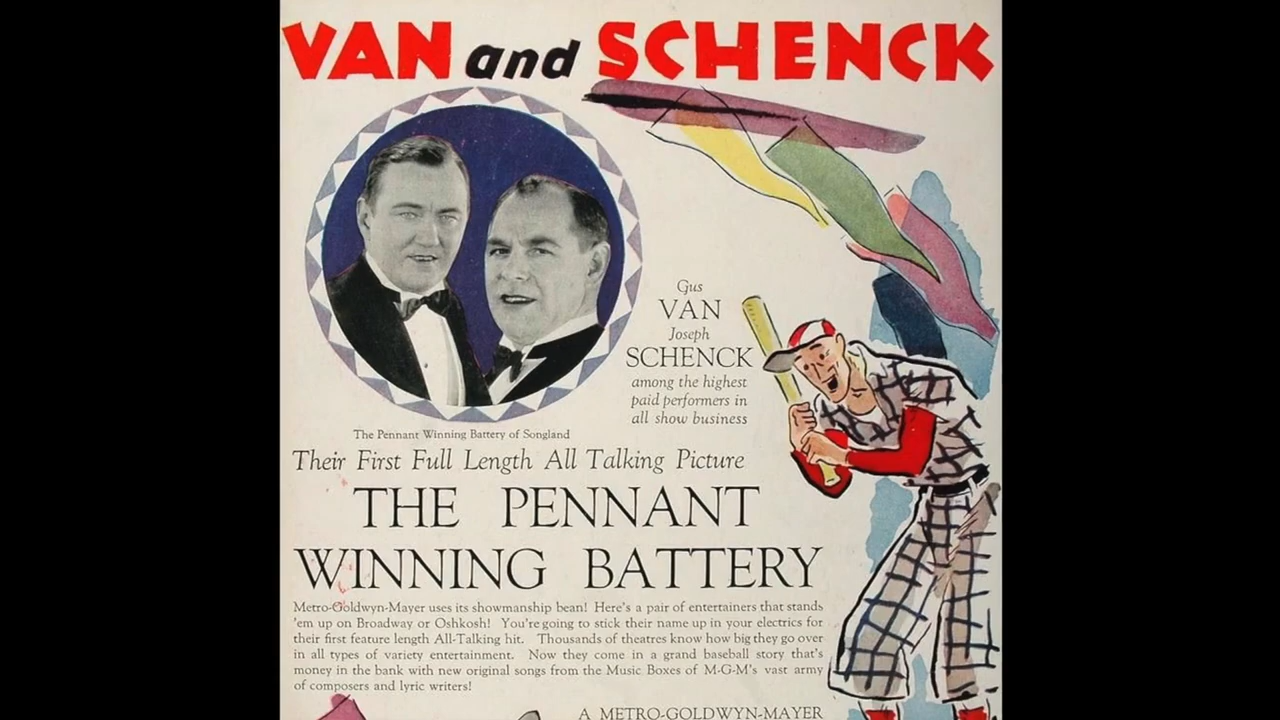 VAN and SCHENCK
Gus
VAN
Joseph
SCHENCK
among the highest
paid performers in
all show business
The Pennant Winning Battery of Songland
Their First Full Length All Talking Picture
THE PENNANT
WINNING BATTERY
Metro-Goldwyn-Mayer uses its showmanship bean! Here's a pair of entertainers that stands
'em up on Broadway or Oshkosh! You're going to stick their name up in your electrics for
their first feature length All-Talking hit. Thousands of theatres know how big they go over
in all types of variety entertainment. Now they come in a grand baseball story that's
money in the bank with new original songs from the Music Boxes of M-G-M's vast army
of composers and lyric writers!
A METRO-GOLDWYN-MAYER